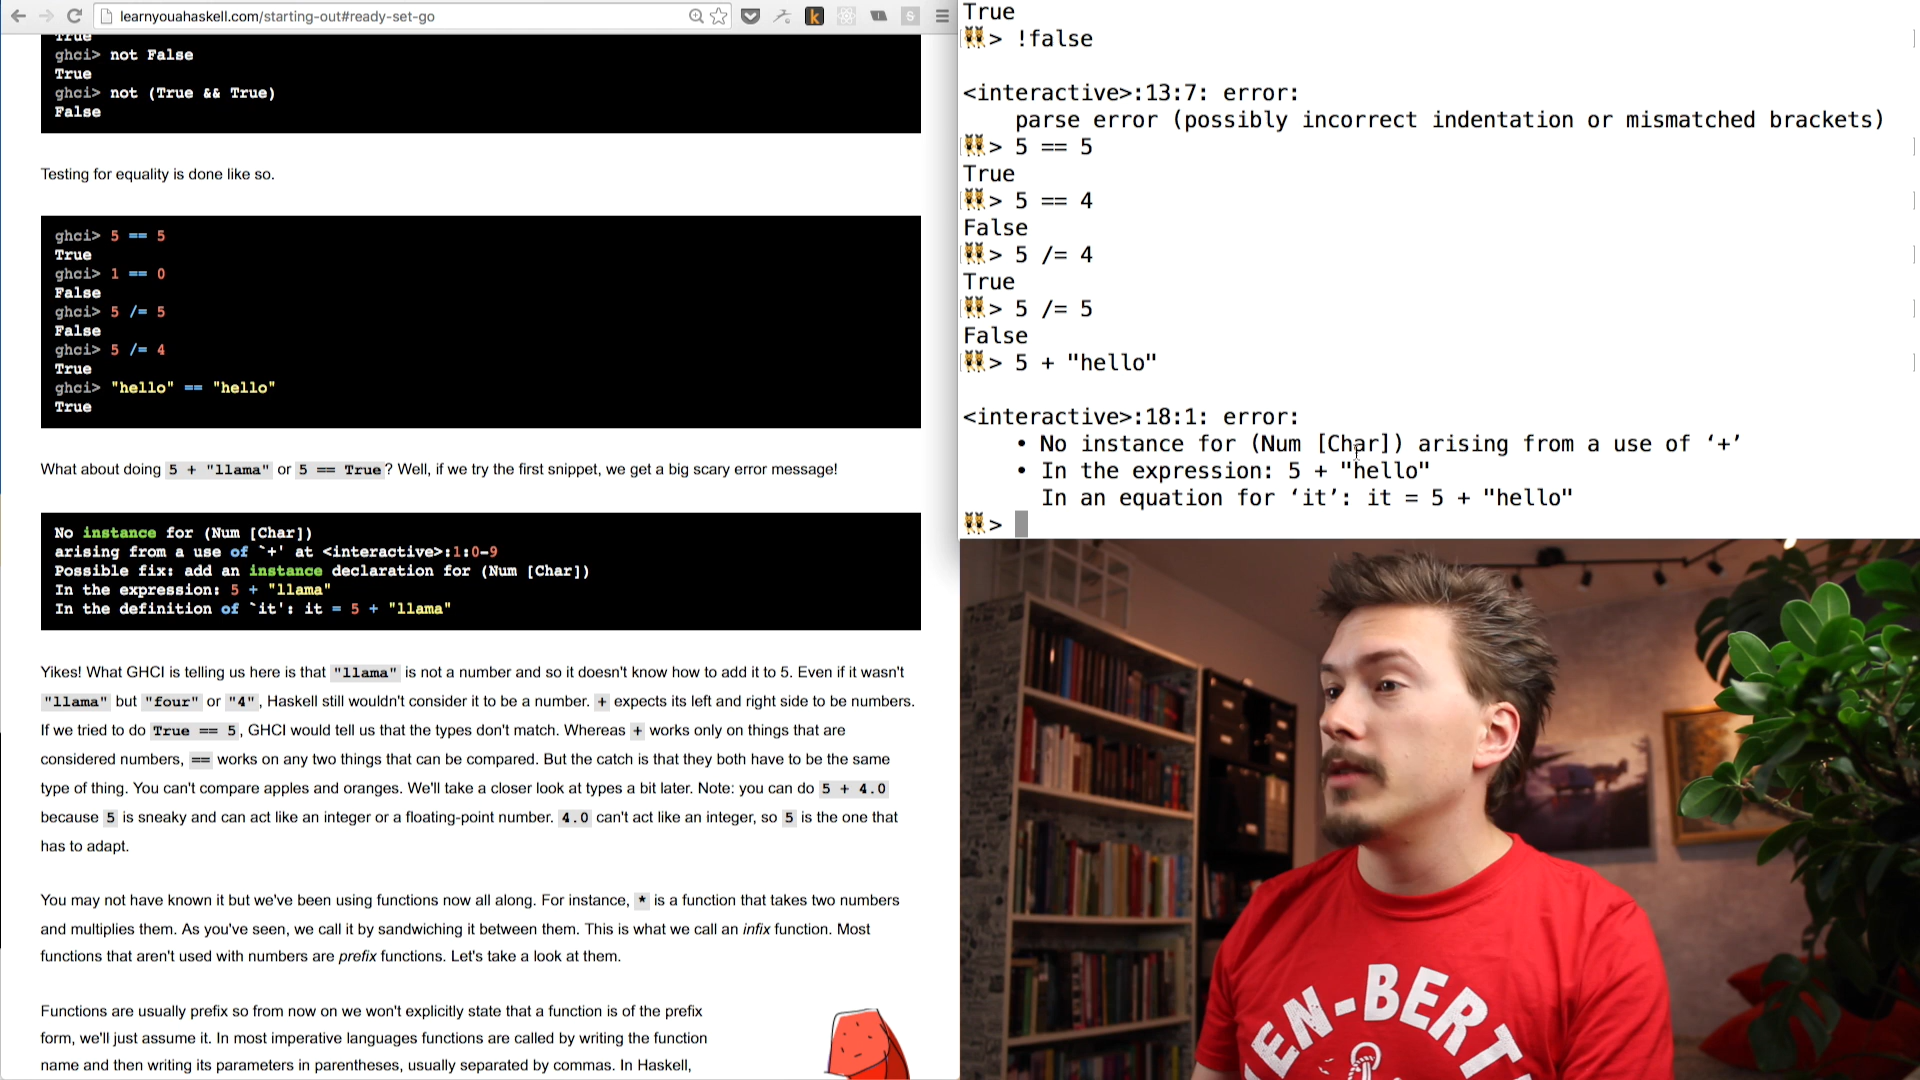 learnyouahaskell.com/starting-out#ready-set-go
True
ghci> not False
True
ghci> not (True && True)
False
Testing for equality is done like so.
ghci> 5 == 5
True
ghci> 1 == 0
False
ghci> 5 /= 5
False
ghci> 5 /= 4
True
ghci> "hello" == "hello"
True
What about doing 5 + "llama" or 5 == True? Well, if we try the first snippet, we get a big scary error message!
No instance for (Num [Char])
arising from a use of `+' at <interactive>:1:0-9
Possible fix: add an instance declaration for (Num [Char])
In the expression: 5 + "llama"
In the definition of `it': it = 5 + "llama"
Yikes! What GHCI is telling us here is that "llama" is not a number and so it doesn't know how to add it to 5. Even if it wasn't
"llama" but "four" or "4", Haskell still wouldn't consider it to be a number. + expects its left and right side to be numbers.
If we tried to do True == 5, GHCI would tell us that the types don't match. Whereas + works only on things that are
considered numbers, == works on any two things that can be compared. But the catch is that they both have to be the same
type of thing. You can't compare apples and oranges. We'll take a closer look at types a bit later. Note: you can do 5 + 4.0
because 5 is sneaky and can act like an integer or a floating-point number. 4.0 can't act like an integer, so 5 is the one that
has to adapt.
You may not have known it but we've been using functions now all along. For instance, * is a function that takes two numbers
and multiplies them. As you've seen, we call it by sandwiching it between them. This is what we call an infix function. Most
functions that aren't used with numbers are prefix functions. Let's take a look at them.
Functions are usually prefix so from now on we won't explicitly state that a function is of the prefix
form, we'll just assume it. In most imperative languages functions are called by writing the function
name and then writing its parameters in parentheses, usually separated by commas. In Haskell,
True
> !false
<interactive>:13:7: error:
parse error (possibly incorrect indentation or mismatched brackets)
> 5 == 5
True
> 5 == 4
False
> 5 /= 4
True
> 5 /= 5
False
> 5 + "hello"
<interactive>:18:1: error:
• No instance for (Num [Char]) arising from a use of ‘+’
• In the expression: 5 + "hello"
In an equation for ‘it’: it = 5 + "hello"
>
EN-BERT